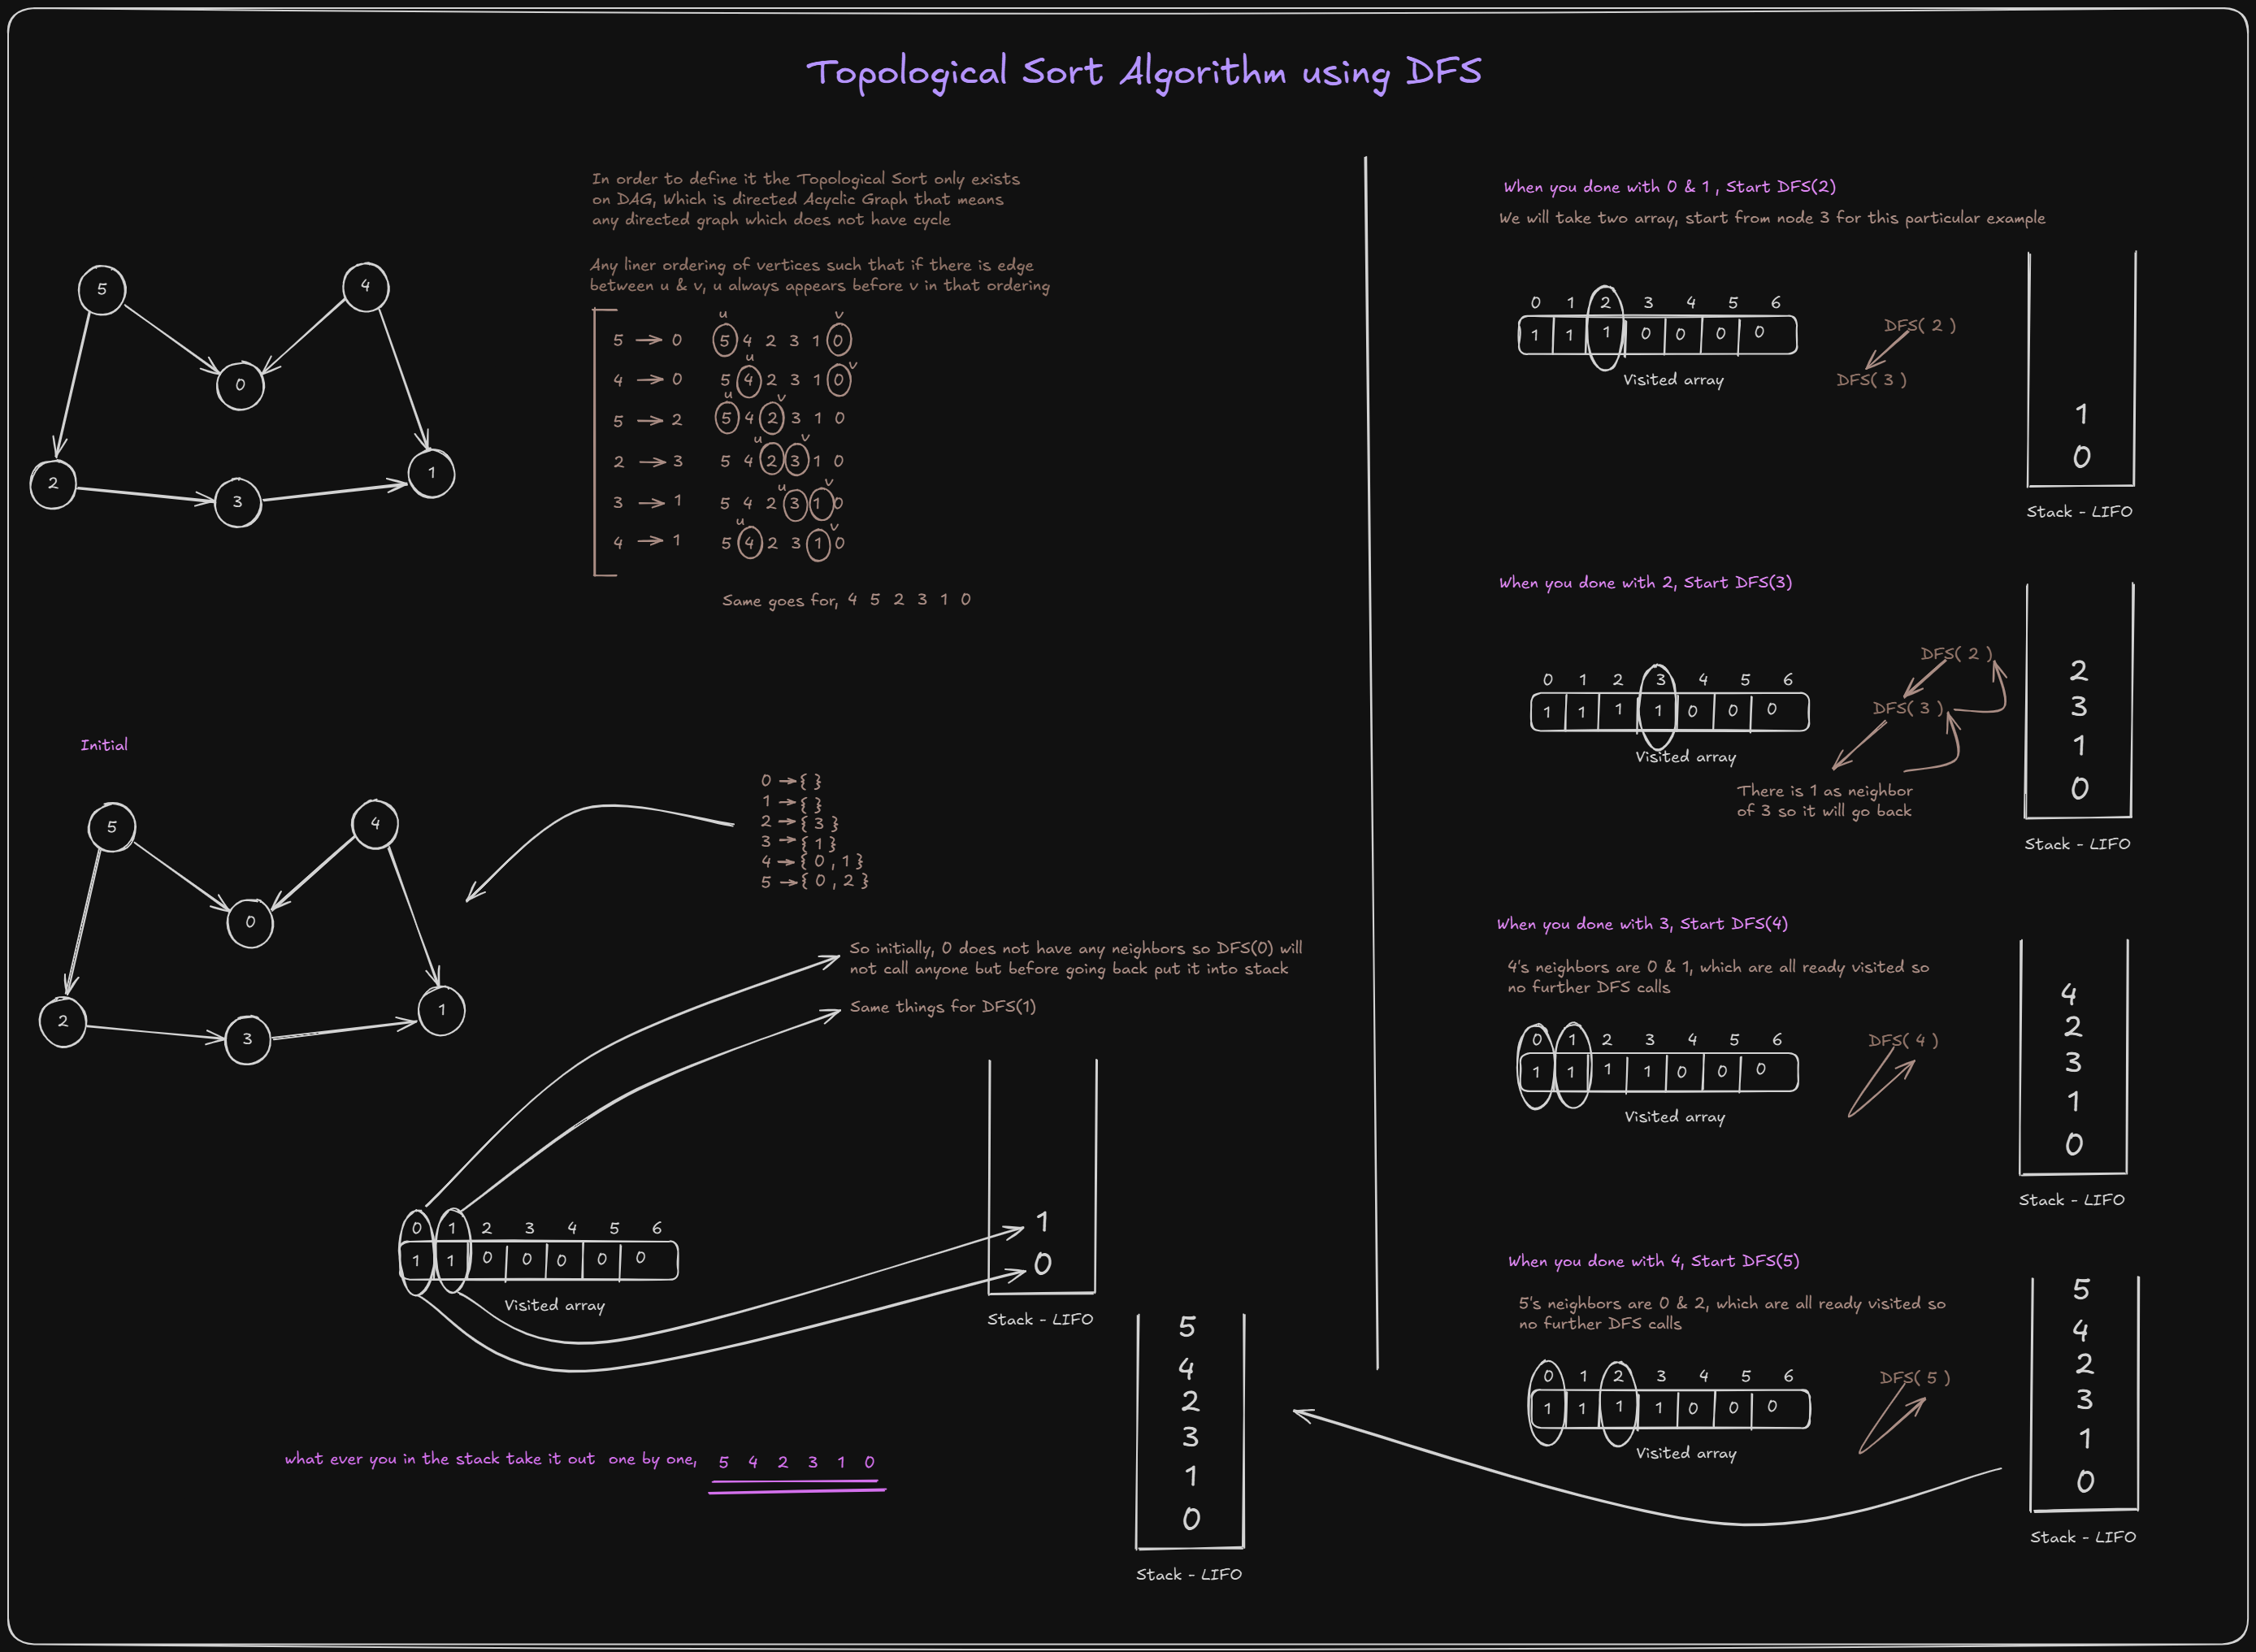 Topological Sort Algorithm using DFS
In order to define it the Topological Sort only exists
on DAG, Which is directed Acyclic Graph that means
any directed graph which does not have cycle
Any liner ordering of vertices such that if there is edge
between u & v, u always appears before v in that ordering
5
4
0
2
3
1
u v
5 → 0 5 4 2 3 1 0
u v
4 → 0 5 4 2 3 1 0
u v
5 → 2 5 4 2 3 1 0
u v
2 → 3 5 4 2 3 1 0
u v
3 → 1 5 4 2 3 1 0
u v
4 → 1 5 4 2 3 1 0
Same goes for, 4 5 2 3 1 0
Initial
5
4
0
2
3
1
0 → { }
1 → { }
2 → { 3 }
3 → { 1 }
4 → { 0 , 1 }
5 → { 0 , 2 }
So initially, 0 does not have any neighbors so DFS(0) will
not call anyone but before going back put it into stack
Same things for DFS(1)
0 1 2 3 4 5 6
1 1 0 0 0 0 0
Visited array
1
0
Stack - LIFO
what ever you in the stack take it out one by one, 5 4 2 3 1 0
5
4
2
3
1
0
Stack - LIFO
When you done with 0 & 1 , Start DFS(2)
We will take two array, start from node 3 for this particular example
0 1 2 3 4 5 6
1 1 1 0 0 0 0
Visited array
DFS( 2 )
DFS( 3 )
1
0
Stack - LIFO
When you done with 2, Start DFS(3)
0 1 2 3 4 5 6
1 1 1 1 0 0 0
Visited array
DFS( 2 )
DFS( 3 )
There is 1 as neighbor
of 3 so it will go back
2
3
1
0
Stack - LIFO
When you done with 3, Start DFS(4)
4's neighbors are 0 & 1, which are all ready visited so
no further DFS calls
0 1 2 3 4 5 6
1 1 1 1 0 0 0
Visited array
DFS( 4 )
4
2
3
1
0
Stack - LIFO
When you done with 4, Start DFS(5)
5's neighbors are 0 & 2, which are all ready visited so
no further DFS calls
0 1 2 3 4 5 6
1 1 1 1 0 0 0
Visited array
DFS( 5 )
5
4
2
3
1
0
Stack - LIFO